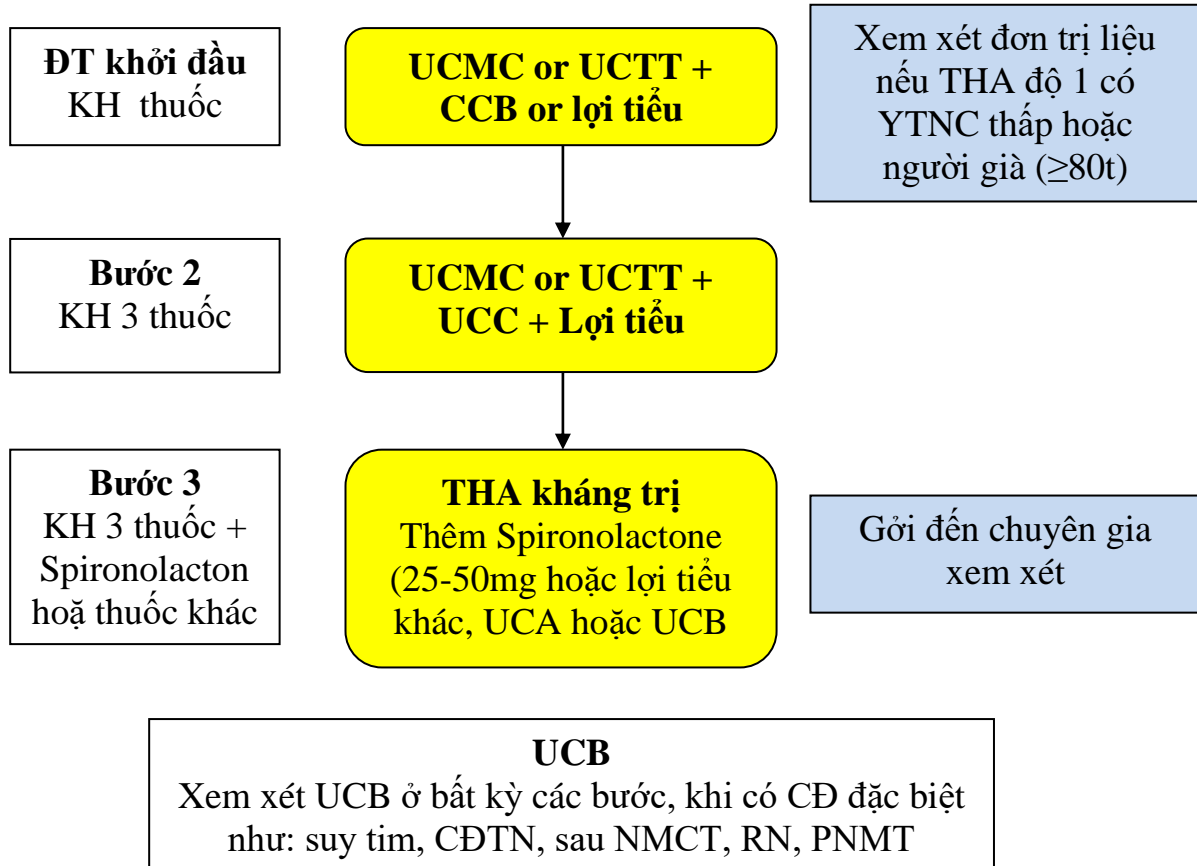 ĐT khởi đầu
KH thuốc
UCMC or UCTT +
CCB or lợi tiểu
Xem xét đơn trị liệu
nếu THA độ 1 có
YTNC thấp hoặc
người già (≥80t)
Bước 2
KH 3 thuốc
UCMC or UCTT +
UCC + Lợi tiểu
Bước 3
KH 3 thuốc +
Spironolacton
hoặ thuốc khác
THA kháng trị
Thêm Spironolactone
(25-50mg hoặc lợi tiểu
khác, UCA hoặc UCB
Gởi đến chuyên gia
xem xét
UCB
Xem xét UCB ở bất kỳ các bước, khi có CĐ đặc biệt
như: suy tim, CĐTN, sau NMCT, RN, PNMT